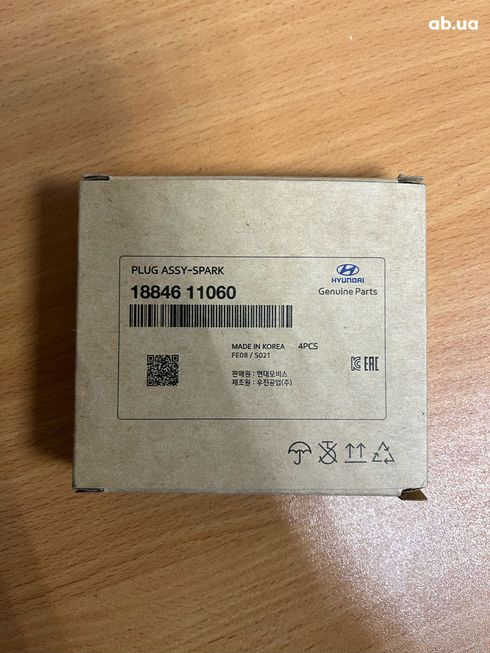 ab.ua
PLUG ASSY-SPARK
18846 11060
HYUNDAI
Genuine Parts
MADE IN KOREA 4PCS
FE08 / S021
판매원 : 현대모비스
제조원 : 우진공업(주)
EAC